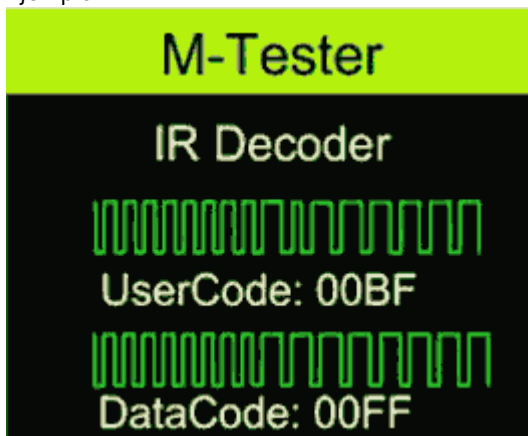 M-Tester
IR Decoder
UserCode: 00BF
DataCode: 00FF